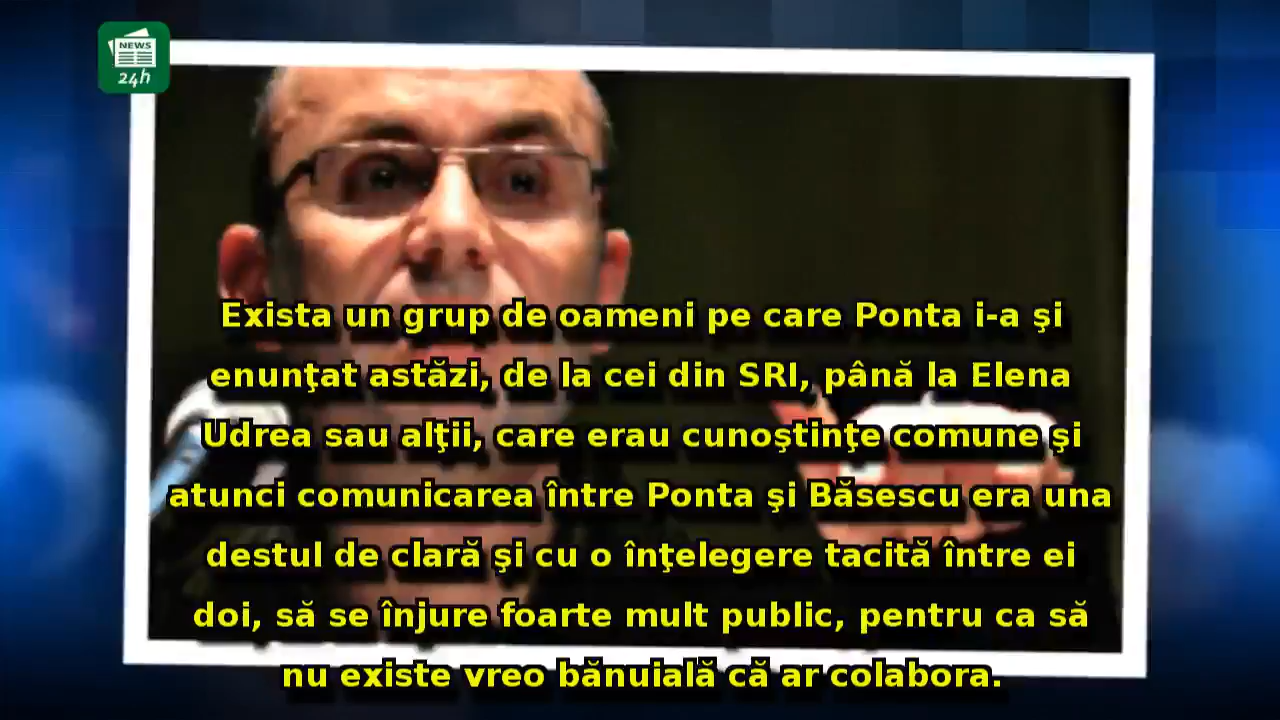 NEWS
24h
Exista un grup de oameni pe care Ponta i-a şi
enunţat astăzi, de la cei din SRI, până la Elena
Udrea sau alţii, care erau cunoştinţe comune şi
atunci comunicarea între Ponta şi Băsescu era una
destul de clară şi cu o înţelegere tacită între ei
doi, să se înjure foarte mult public, pentru ca să
nu existe vreo bănuială că ar colabora.